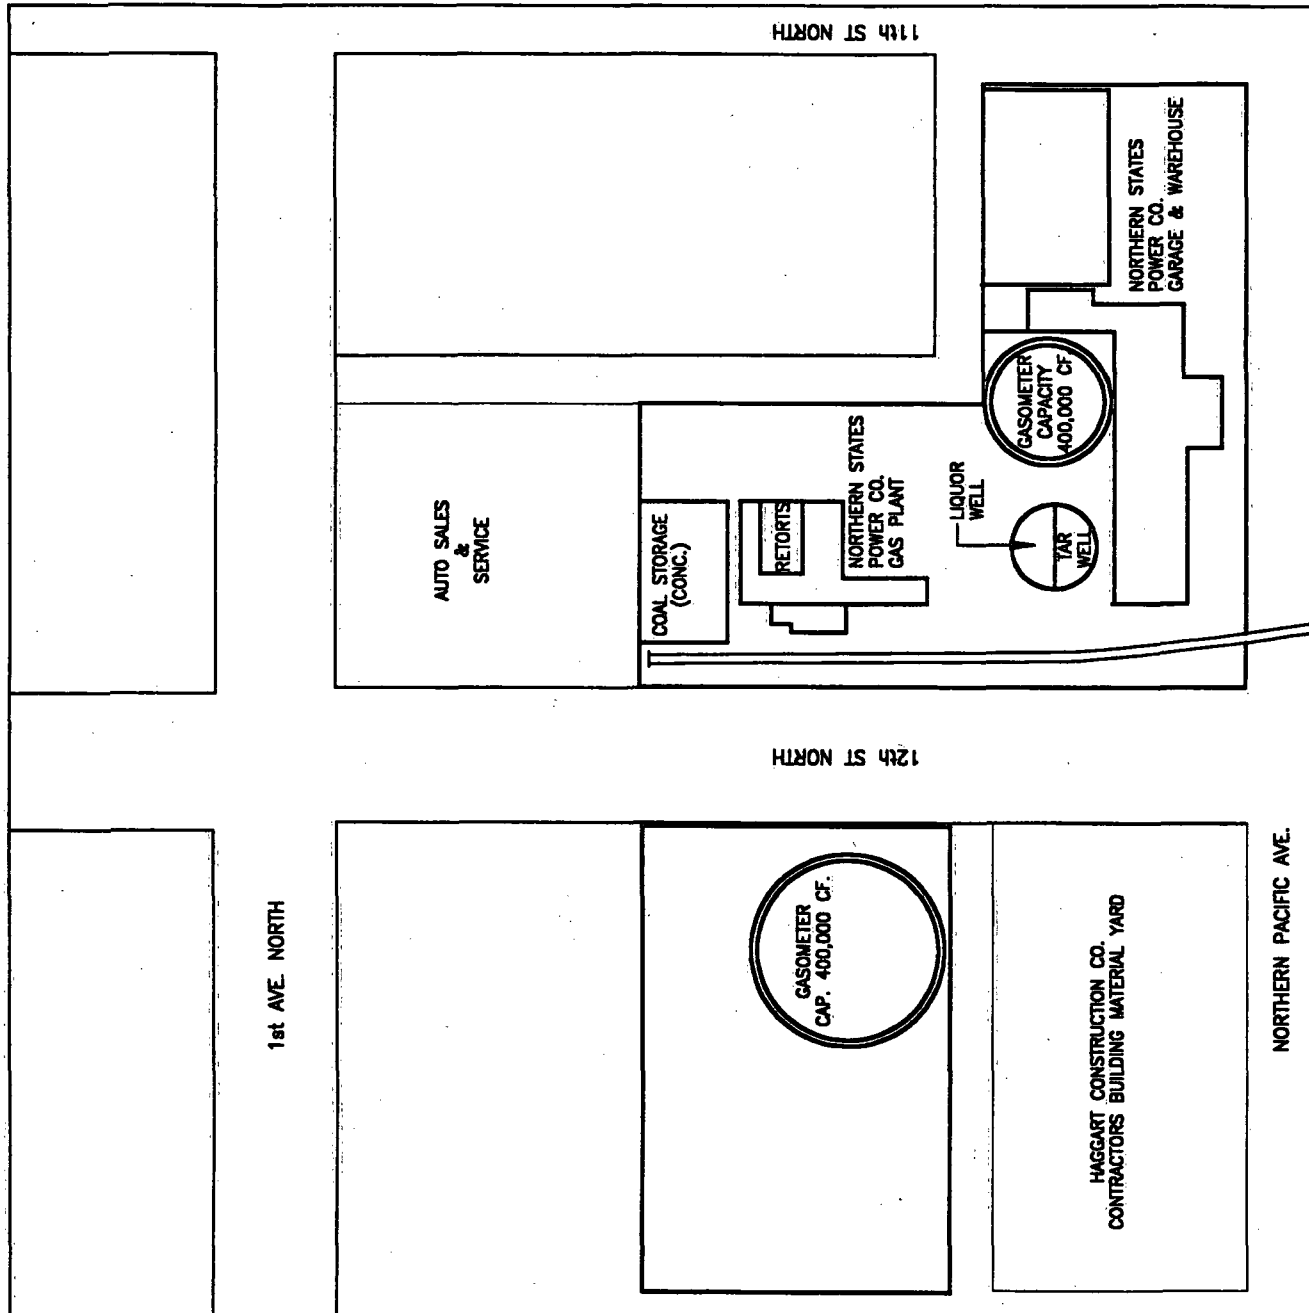 11th ST NORTH
NORTHERN STATES
POWER CO.
GARAGE & WAREHOUSE
GASOMETER
CAPACITY
400,000 CF.
AUTO SALES
&
SERVICE
COAL STORAGE
(CONC.)
RETORTS
NORTHERN STATES
POWER CO.
GAS PLANT
LIQUOR
WELL
TAR
WELL
12th ST NORTH
1st AVE. NORTH
GASOMETER
CAP. 400,000 CF.
HAGGART CONSTRUCTION CO.
CONTRACTORS BUILDING MATERIAL YARD
NORTHERN PACIFIC AVE.